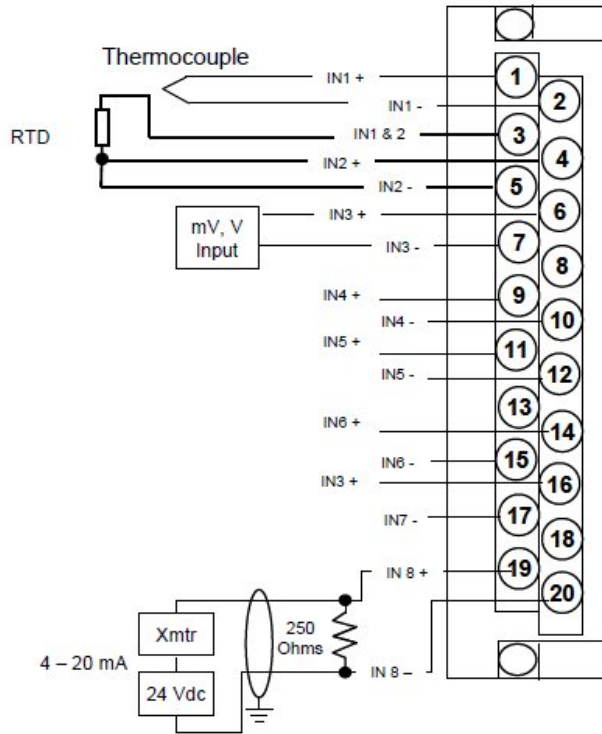 Thermocouple
IN1 +
1
IN1 -
2
RTD
IN1 & 2
3
IN2 +
4
IN2 -
5
mV, V
Input
IN3 +
6
IN3 -
7
8
IN4 +
9
IN4 -
10
IN5 +
11
IN5 -
12
13
IN6 +
14
IN6 -
15
IN3 +
16
IN7 -
17
18
IN 8 +
19
20
4 – 20 mA
Xmtr
24 Vdc
250
Ohms
IN 8 –